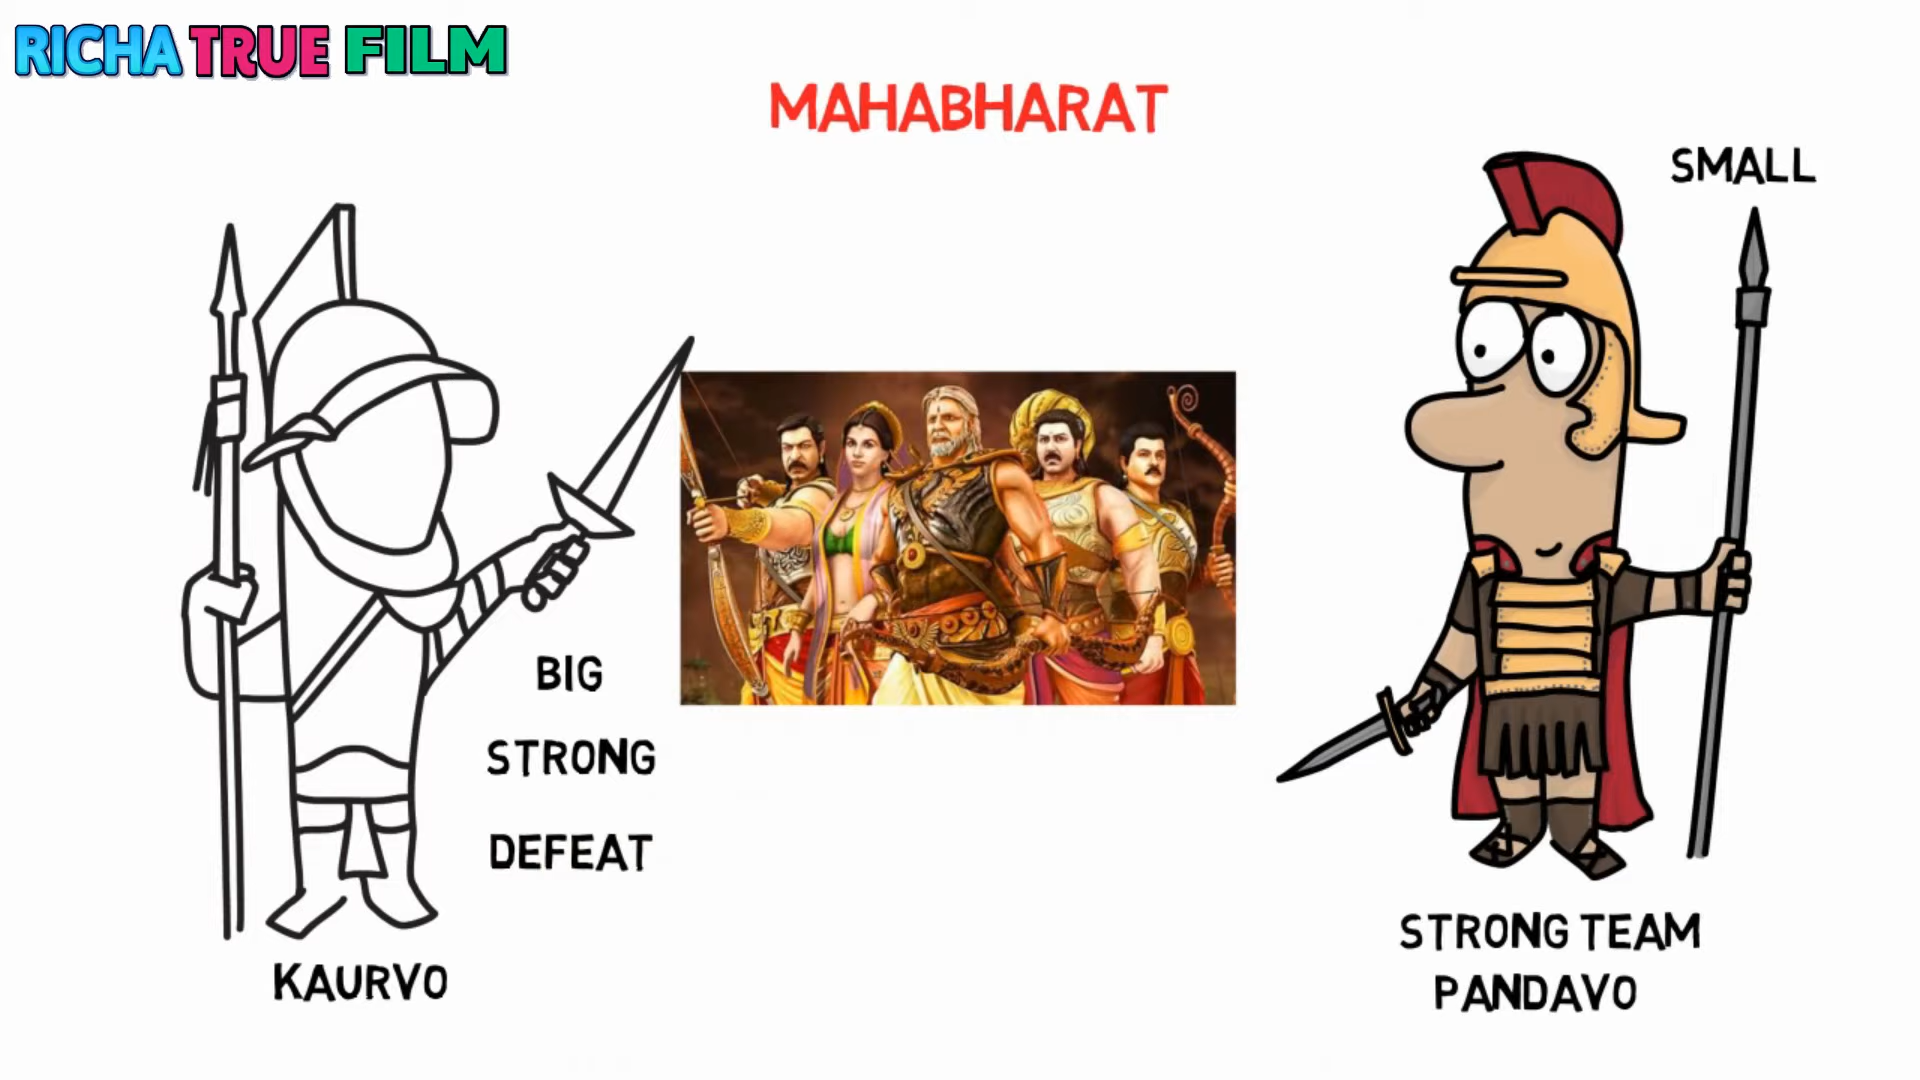 RICHA TRUE FILM
MAHABHARAT
SMALL
BIG
STRONG
DEFEAT
KAURVO
STRONG TEAM
PANDAVO